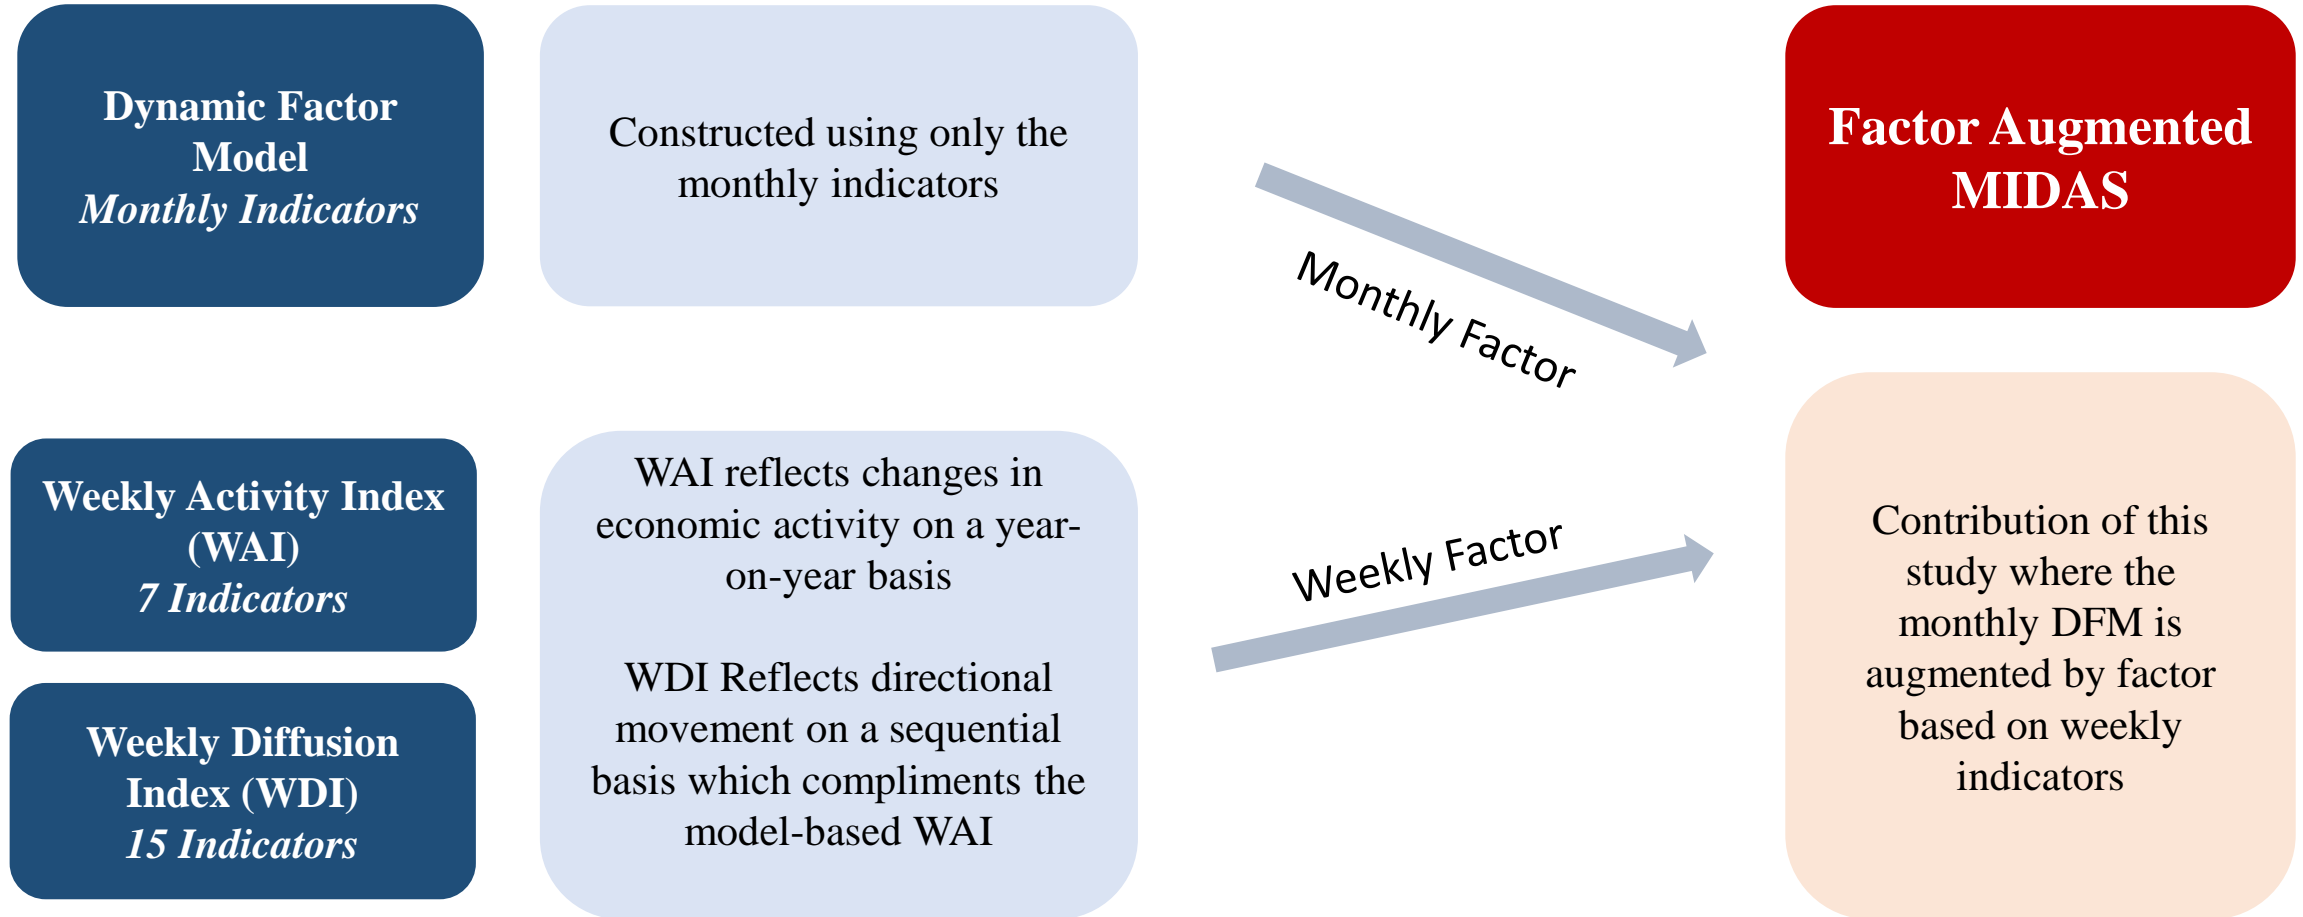 Dynamic Factor
Model
Monthly Indicators
Constructed using only the
monthly indicators
Monthly Factor
Factor Augmented
MIDAS
Weekly Activity Index
(WAI)
7 Indicators
Weekly Diffusion
Index (WDI)
15 Indicators
WAI reflects changes in
economic activity on a year-
on-year basis
WDI Reflects directional
movement on a sequential
basis which compliments the
model-based WAI
Weekly Factor
Contribution of this
study where the
monthly DFM is
augmented by factor
based on weekly
indicators